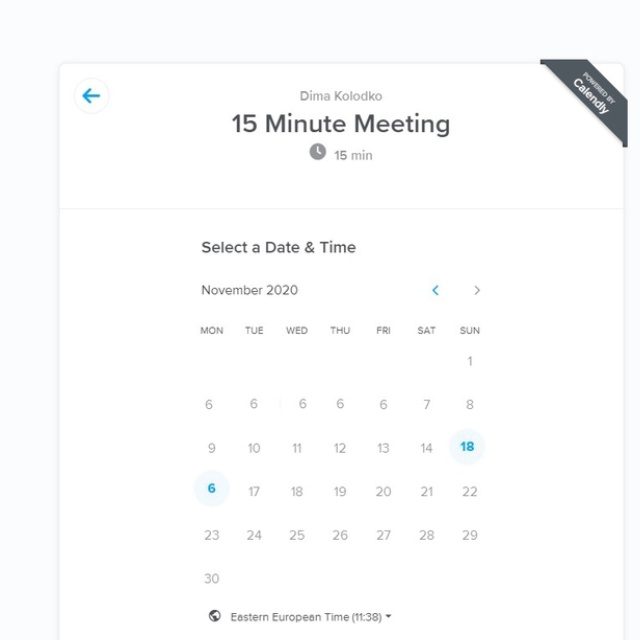 POWERED BY
Calendly
Dima Kolodko
15 Minute Meeting
15 min
Select a Date & Time
November 2020
MON TUE WED THU FRI SAT SUN
1
6 6 6 6 6 7 8
9 10 11 12 13 14 18
6 17 18 19 20 21 22
23 24 25 26 27 28 29
30
Eastern European Time (11:38)